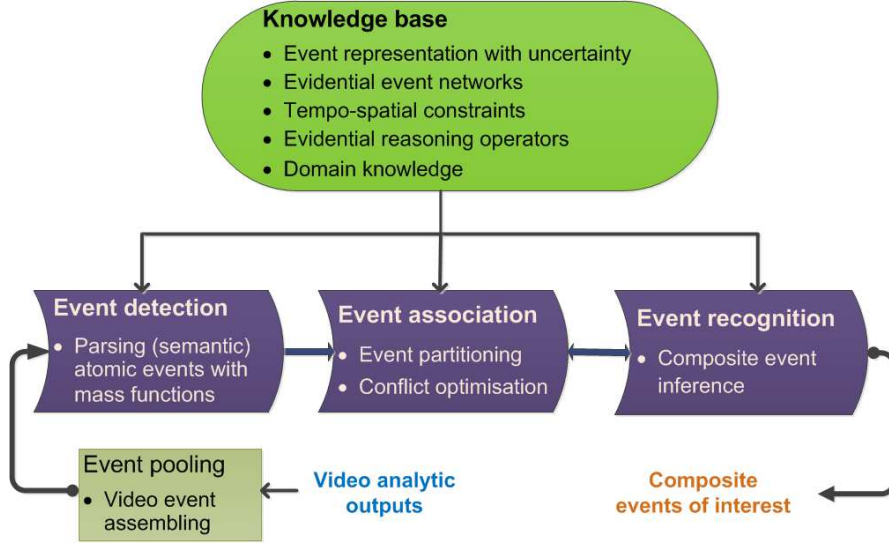 Knowledge base
• Event representation with uncertainty
• Evidential event networks
• Tempo-spatial constraints
• Evidential reasoning operators
• Domain knowledge
Event detection
• Parsing (semantic)
atomic events with
mass functions
Event association
• Event partitioning
• Conflict optimisation
Event recognition
• Composite event
inference
Event pooling
• Video event
assembling
Video analytic
outputs
Composite
events of interest